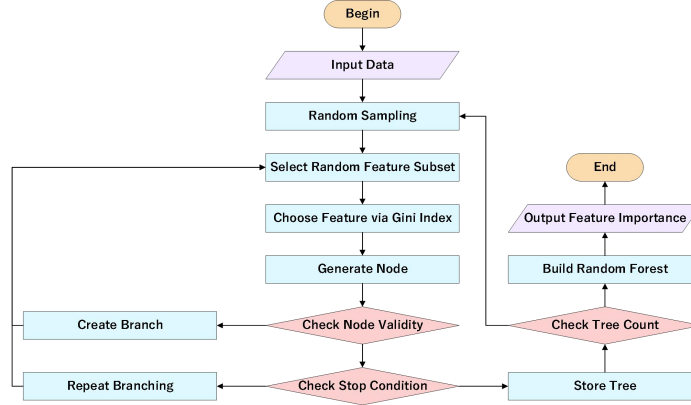 Begin
Input Data
Random Sampling
Select Random Feature Subset
Choose Feature via Gini Index
Generate Node
Check Node Validity
Create Branch
Check Stop Condition
Repeat Branching
Store Tree
Check Tree Count
Build Random Forest
Output Feature Importance
End